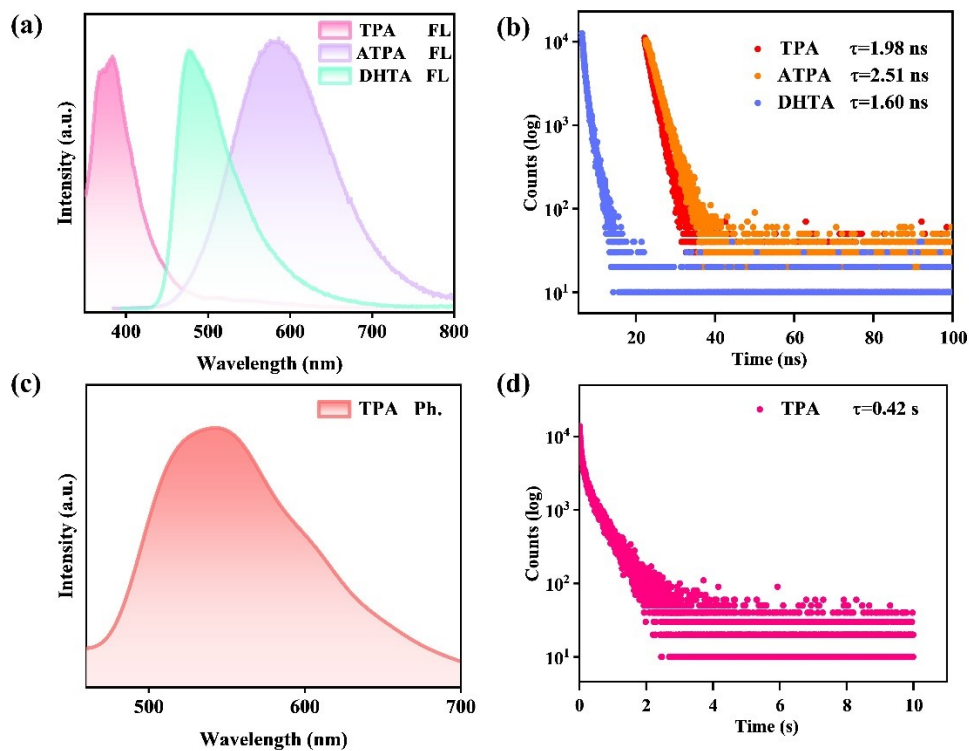 (a)
TPA FL
ATPA FL
DHTA FL
Intensity (a.u.)
400 500 600 700 800
Wavelength (nm)
(b)
TPA τ=1.98 ns
ATPA τ=2.51 ns
DHTA τ=1.60 ns
Counts (log)
10⁴
10³
10²
10¹
20 40 60 80 100
Time (ns)
(c)
TPA Ph.
Intensity (a.u.)
500 600 700
Wavelength (nm)
(d)
TPA τ=0.42 s
Counts (log)
10⁴
10³
10²
10¹
0 2 4 6 8 10
Time (s)